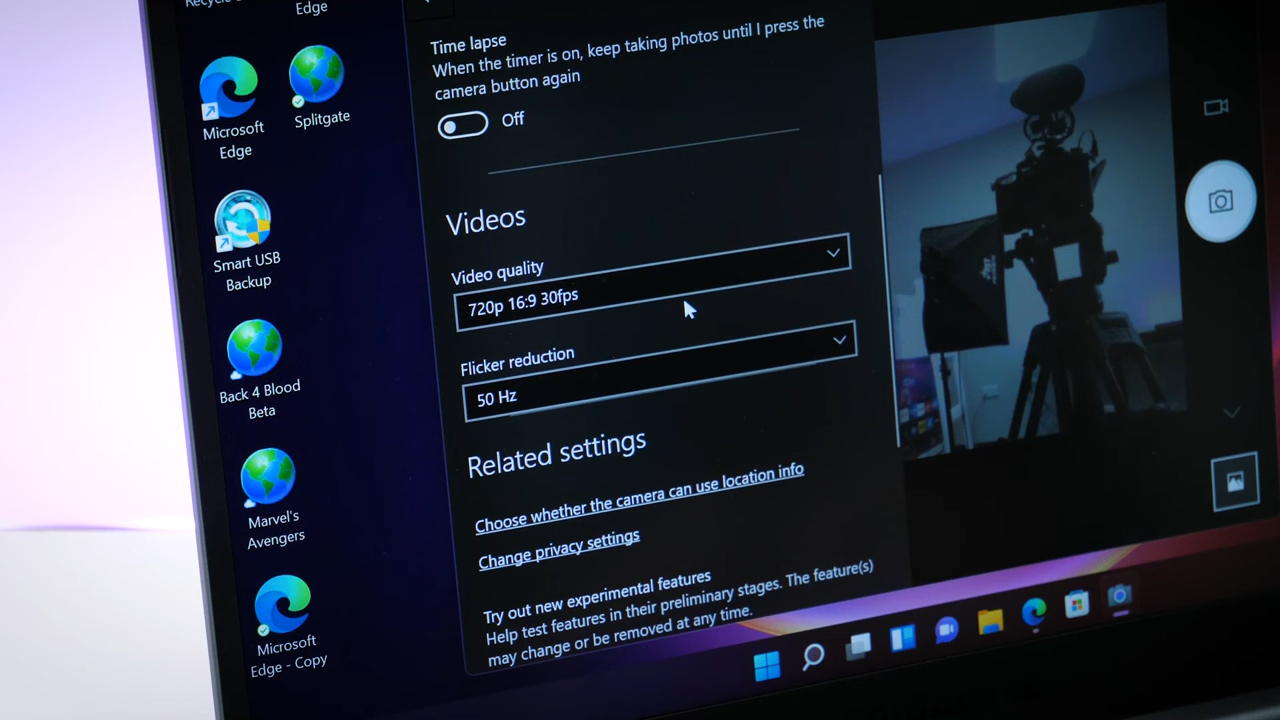 Edge
Microsoft
Edge
Splitgate
Smart USB
Backup
Back 4 Blood
Beta
Marvel's
Avengers
Microsoft
Edge - Copy
Time lapse
When the timer is on, keep taking photos until I press the
camera button again
Off
Videos
Video quality
720p 16:9 30fps
Flicker reduction
50 Hz
Related settings
Choose whether the camera can use location info
Change privacy settings
Try out new experimental features
Help test features in their preliminary stages. The feature(s)
may change or be removed at any time.